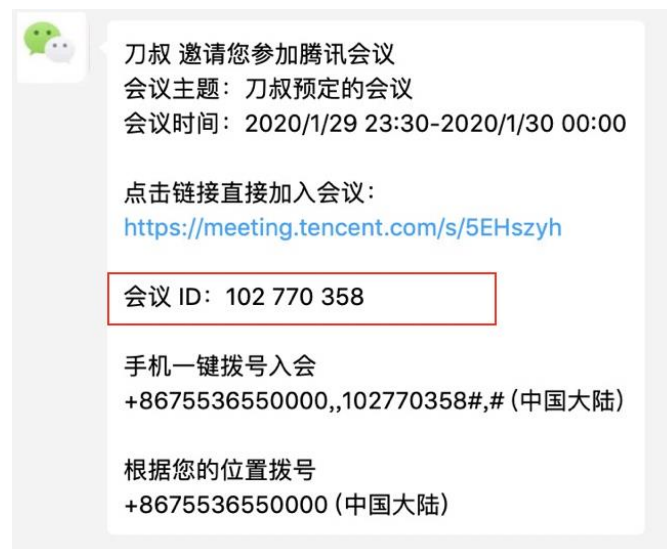 刀叔 邀请您参加腾讯会议
会议主题：刀叔预定的会议
会议时间：2020/1/29 23:30-2020/1/30 00:00
点击链接直接加入会议：
https://meeting.tencent.com/s/5EHszyh
会议 ID：102 770 358
手机一键拨号入会
+8675536550000,,102770358#,# (中国大陆)
根据您的位置拨号
+8675536550000 (中国大陆)